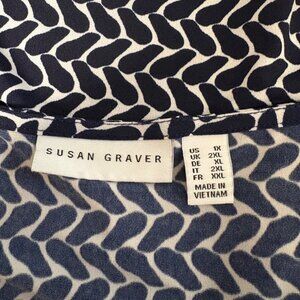 SUSAN GRAVER
US 1X
UK 2XL
DE XL
IT 2XL
FR XXL
MADE IN
VIETNAM